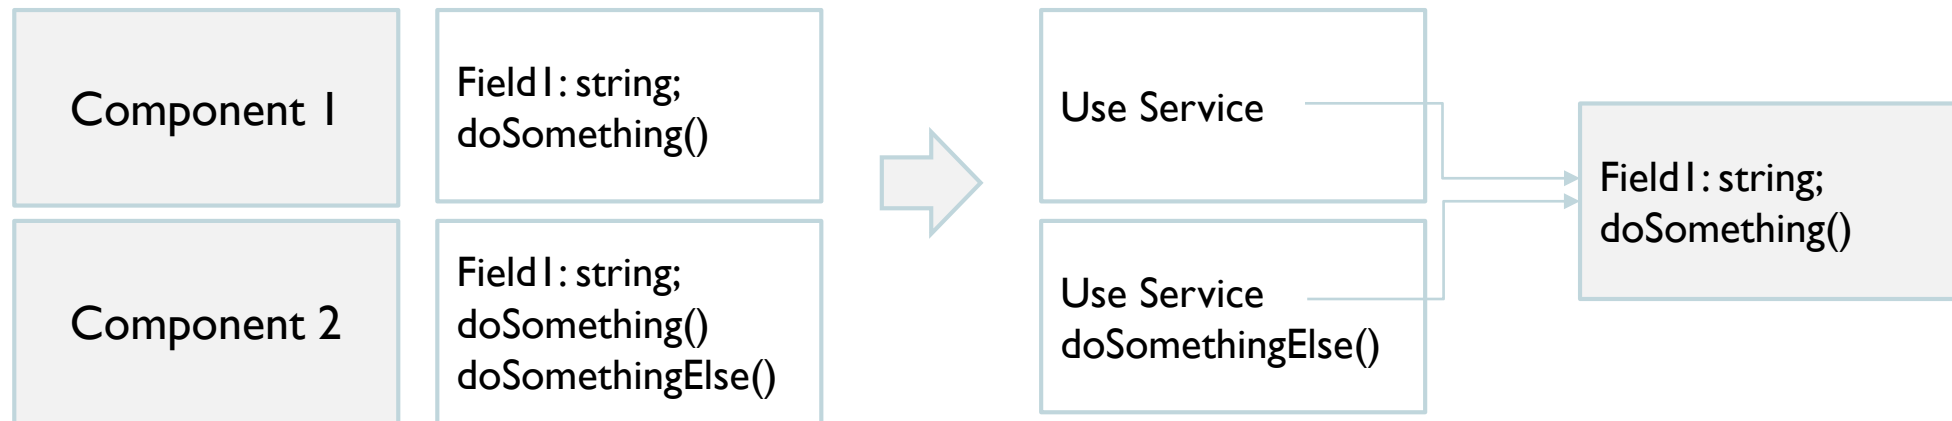 Component 1
Field1: string;
doSomething()
Use Service
Field1: string;
doSomething()
Component 2
Field1: string;
doSomething()
doSomethingElse()
Use Service
doSomethingElse()